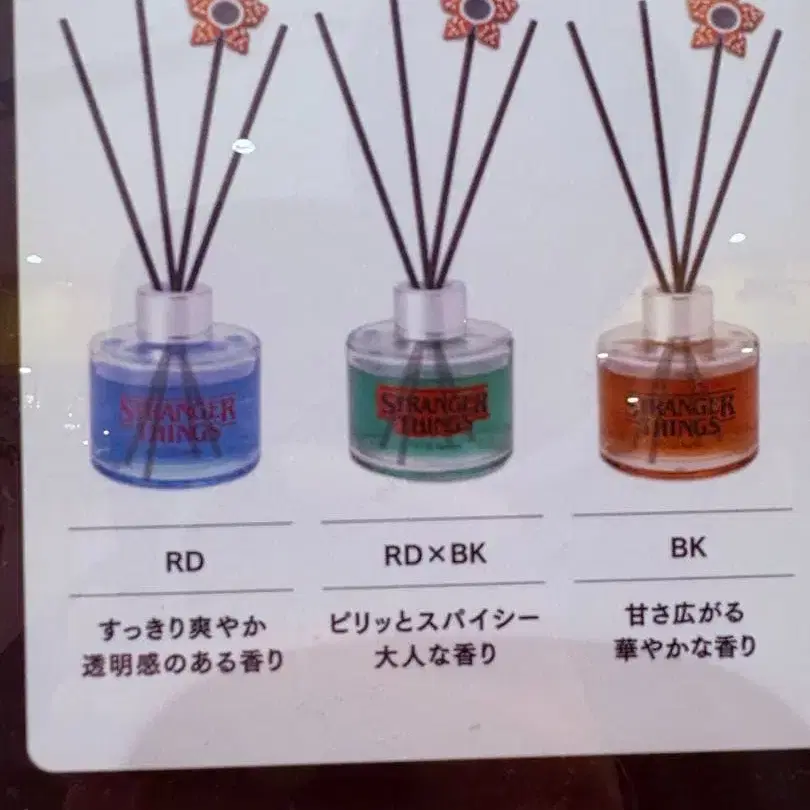 STRANGER
THINGS
STRANGER
THINGS
STRANGER
THINGS
RD
RD×BK
BK
すっきり爽やか
透明感のある香り
ピリッとスパイシー
大人な香り
甘さ広がる
華やかな香り